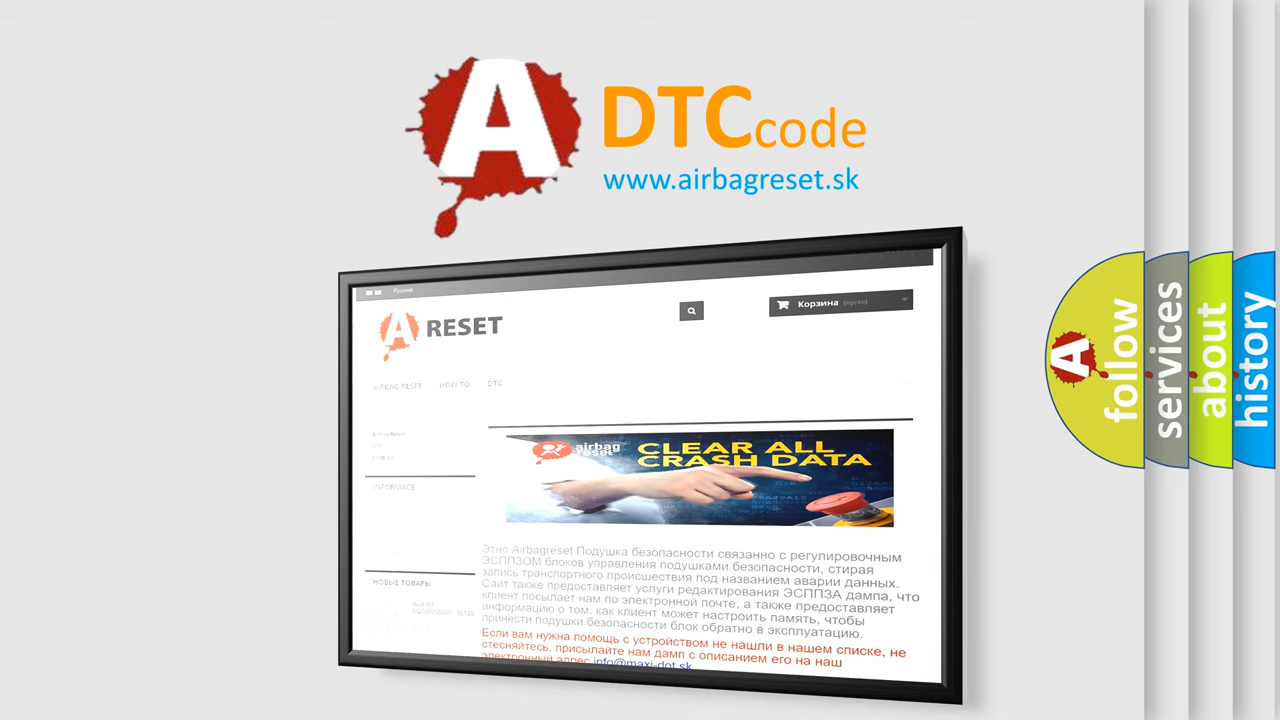 A
DTCcode
www.airbagreset.sk
Русский
Корзина (пусто)
A RESET
AIRBAG RESET HOW TO DTC
INFORMACE
НОВЫЕ ТОВАРЫ
airbag
reset
CLEAR ALL
CRASH DATA
Этно Airbagreset Подушка безопасности связанно с регулировочным
ЭСППЗОМ блоков управления подушками безопасности, стирая
запись транспортного происшествия под названием аварии данных.
Сайт также предоставляет услуги редактирования ЭСППЗА дампа, что
клиент посылает нам по электронной почте, а также предоставляет
информацию о том, как клиент может настроить память, чтобы
принести подушки безопасности блок обратно в эксплуатацию.
Если вам нужна помощь с устройством не нашли в нашем списке, не
стесняйтесь, присылайте нам дамп с описанием его на наш
электронный адрес info@maxi-dot.sk
A
follow
services
about
history